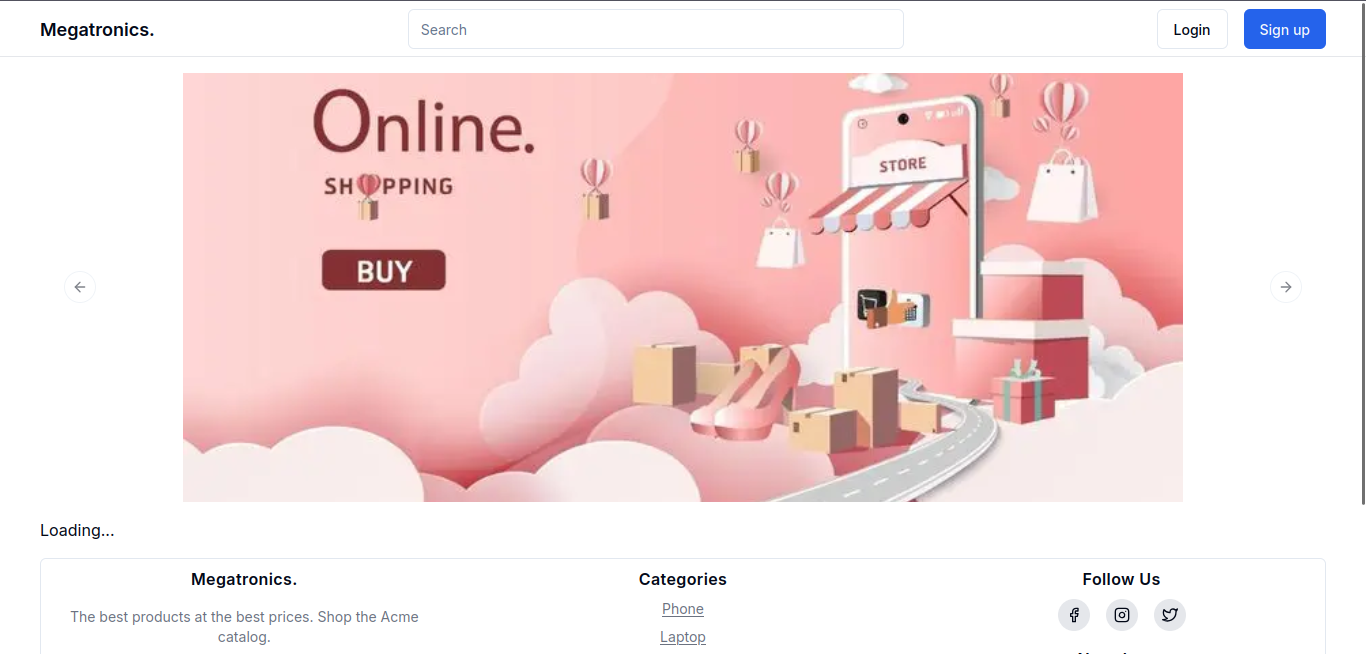 Megatronics.
Search
Login
Sign up
Online.
SHOPPING
BUY
STORE
Loading...
Megatronics.
The best products at the best prices. Shop the Acme
catalog.
Categories
Phone
Laptop
Follow Us